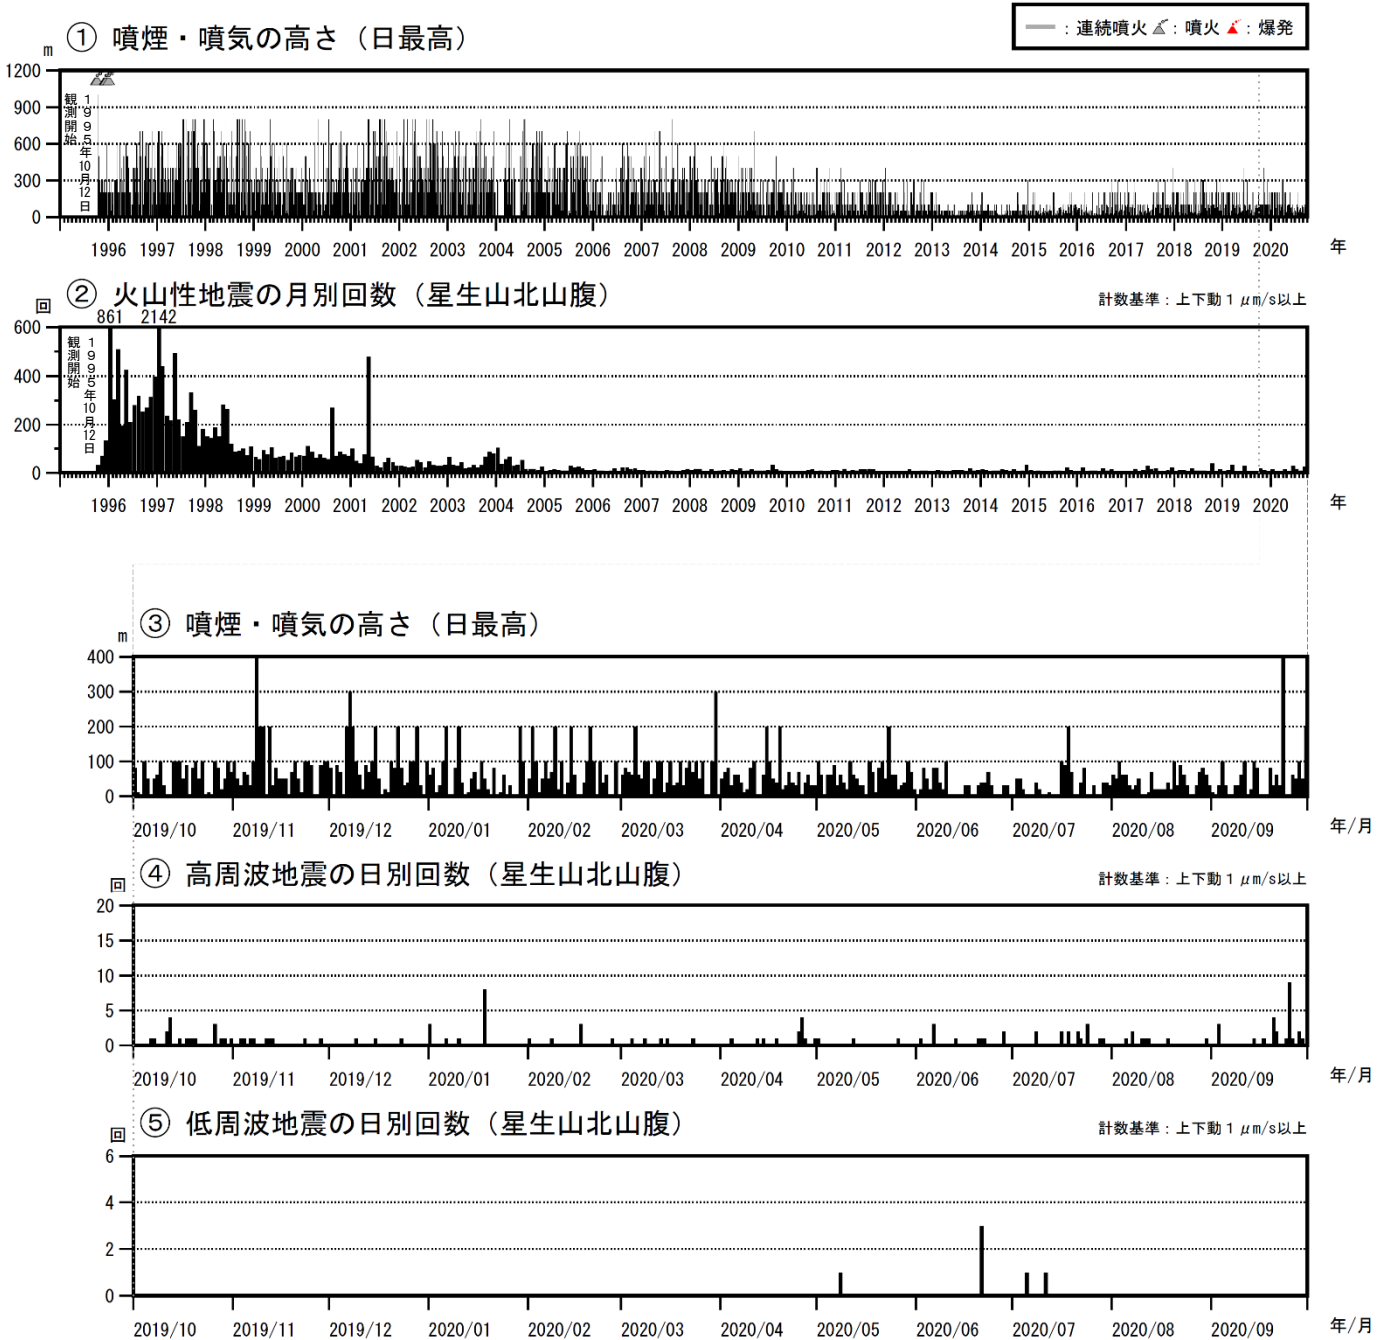 ① 噴煙・噴気の高さ（日最高）
：連続噴火 ：噴火 ：爆発
m
1200
900
600
300
0
観測開始
1995年10月12日
1996 1997 1998 1999 2000 2001 2002 2003 2004 2005 2006 2007 2008 2009 2010 2011 2012 2013 2014 2015 2016 2017 2018 2019 2020 年
② 火山性地震の月別回数（星生山北山腹）
計数基準：上下動１μm/s以上
回
861 2142
600
400
200
0
観測開始
1995年10月12日
1996 1997 1998 1999 2000 2001 2002 2003 2004 2005 2006 2007 2008 2009 2010 2011 2012 2013 2014 2015 2016 2017 2018 2019 2020 年
③ 噴煙・噴気の高さ（日最高）
m
400
300
200
100
0
2019/10 2019/11 2019/12 2020/01 2020/02 2020/03 2020/04 2020/05 2020/06 2020/07 2020/08 2020/09 年/月
④ 高周波地震の日別回数（星生山北山腹）
計数基準：上下動１μm/s以上
回
20
15
10
5
0
2019/10 2019/11 2019/12 2020/01 2020/02 2020/03 2020/04 2020/05 2020/06 2020/07 2020/08 2020/09 年/月
⑤ 低周波地震の日別回数（星生山北山腹）
計数基準：上下動１μm/s以上
回
6
4
2
0
2019/10 2019/11 2019/12 2020/01 2020/02 2020/03 2020/04 2020/05 2020/06 2020/07 2020/08 2020/09 年/月